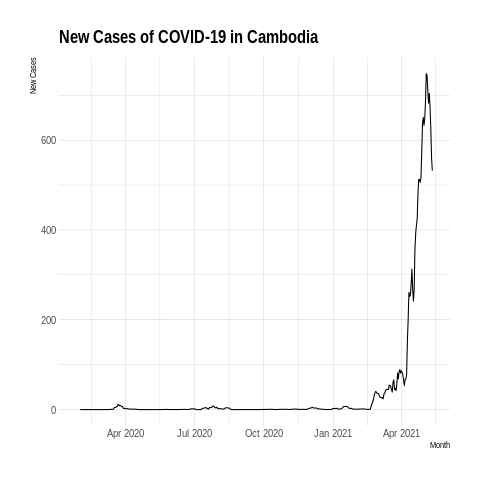 New Cases of COVID-19 in Cambodia
New Cases
600
400
200
0
Apr 2020 Jul 2020 Oct 2020 Jan 2021 Apr 2021
Month